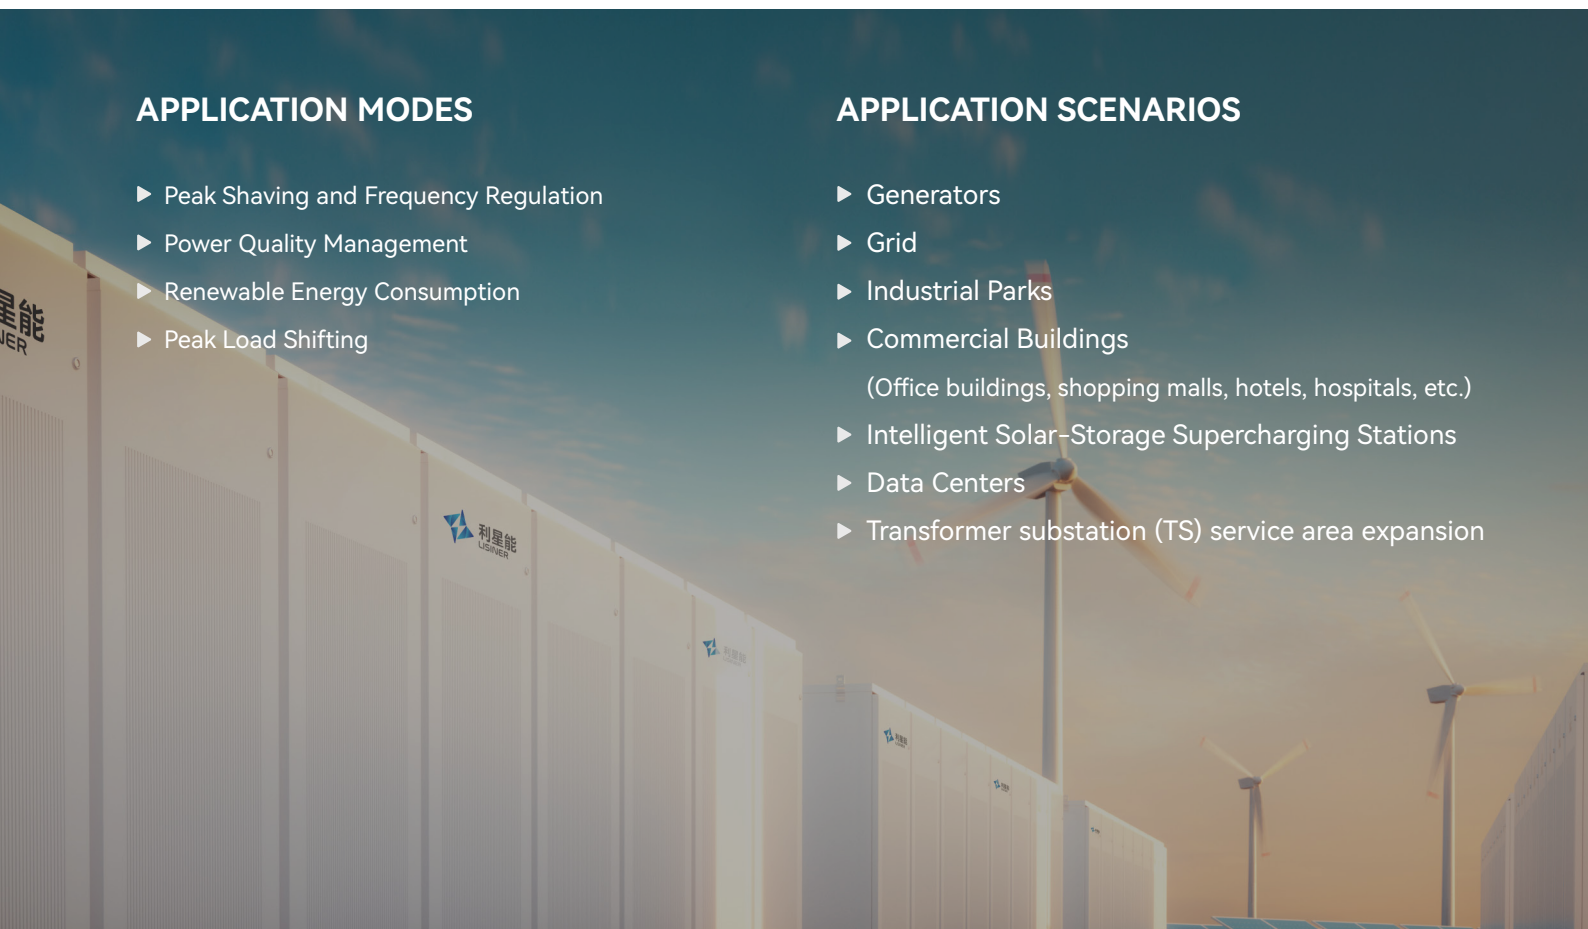 APPLICATION MODES
Peak Shaving and Frequency Regulation
Power Quality Management
Renewable Energy Consumption
Peak Load Shifting
APPLICATION SCENARIOS
Generators
Grid
Industrial Parks
Commercial Buildings
(Office buildings, shopping malls, hotels, hospitals, etc.)
Intelligent Solar-Storage Supercharging Stations
Data Centers
Transformer substation (TS) service area expansion
利星能
LISINER